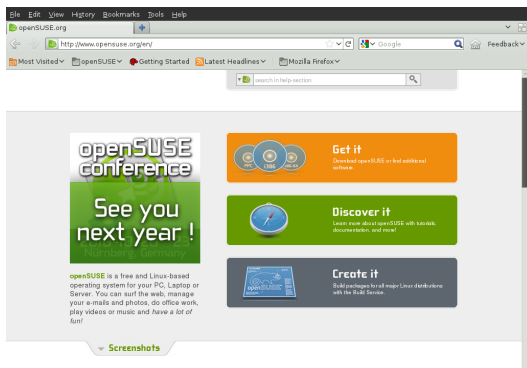 File Edit View History Bookmarks Tools Help
openSUSE.org
http://www.opensuse.org/en/
Google
Feedback
Most Visited openSUSE Getting Started Latest Headlines Mozilla Firefox
search in help-section
openSUSE
conference
See you
next year !
Nürnberg, Germany
openSUSE is a free and Linux-based
operating system for your PC, Laptop or
Server. You can surf the web, manage
your e-mails and photos, do office work,
play videos or music and have a lot of
fun!
Get it
Download openSUSE or find additional
software.
Discover it
Learn more about openSUSE with tutorials,
documentation, and more!
Create it
Build packages for all major Linux distributions
with the Build Service.
Screenshots